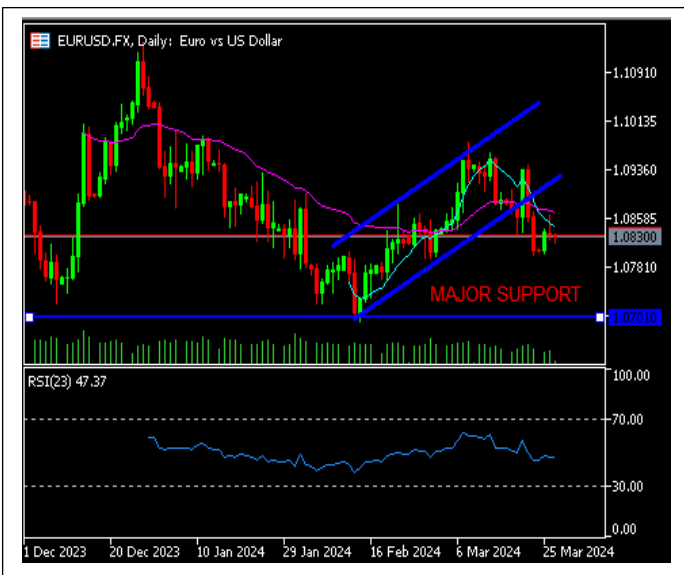 EURUSD.FX, Daily: Euro vs US Dollar
1.10910
1.10135
1.09360
1.08585
1.08300
1.07810
MAJOR SUPPORT
1.07010
RSI(23) 47.37
100.00
70.00
30.00
0.00
1 Dec 2023 20 Dec 2023 10 Jan 2024 29 Jan 2024 16 Feb 2024 6 Mar 2024 25 Mar 2024